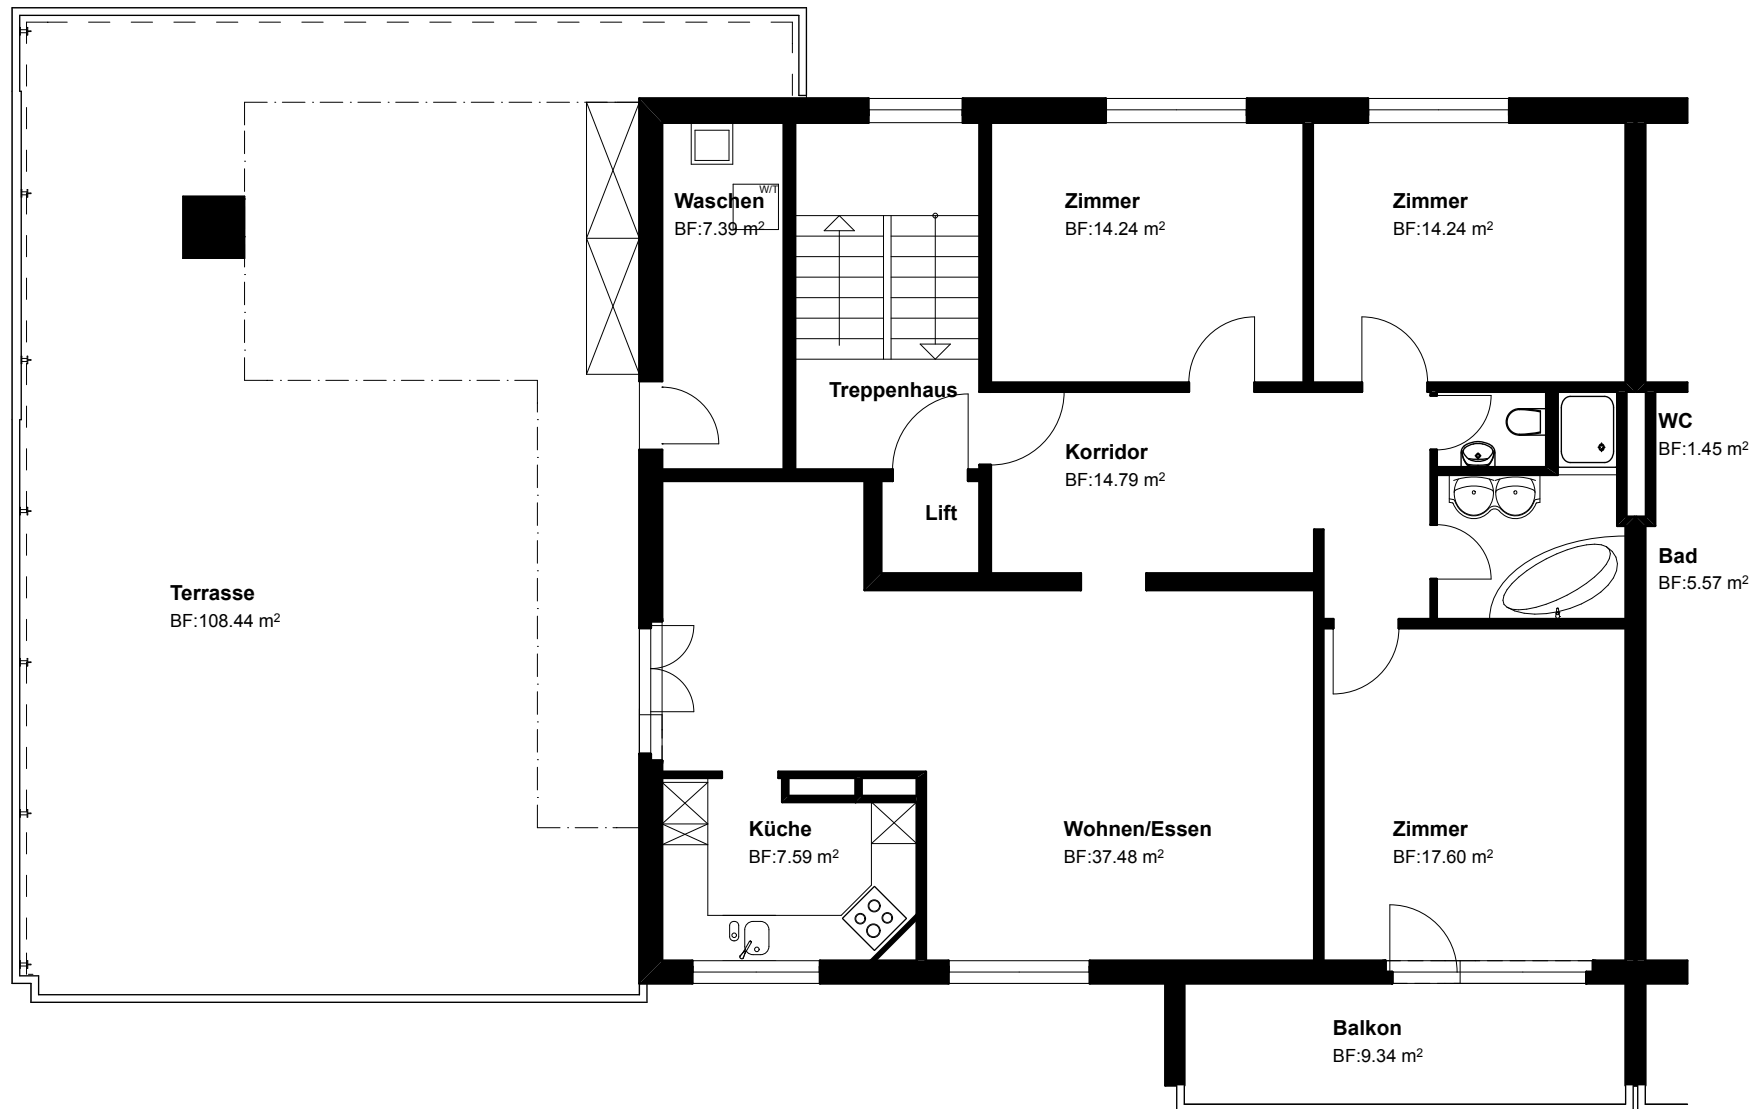 W/T
Waschen
BF:7.39 m²
Zimmer
BF:14.24 m²
Zimmer
BF:14.24 m²
Treppenhaus
Korridor
BF:14.79 m²
WC
BF:1.45 m²
Lift
Bad
BF:5.57 m²
Terrasse
BF:108.44 m²
Küche
BF:7.59 m²
Wohnen/Essen
BF:37.48 m²
Zimmer
BF:17.60 m²
Balkon
BF:9.34 m²